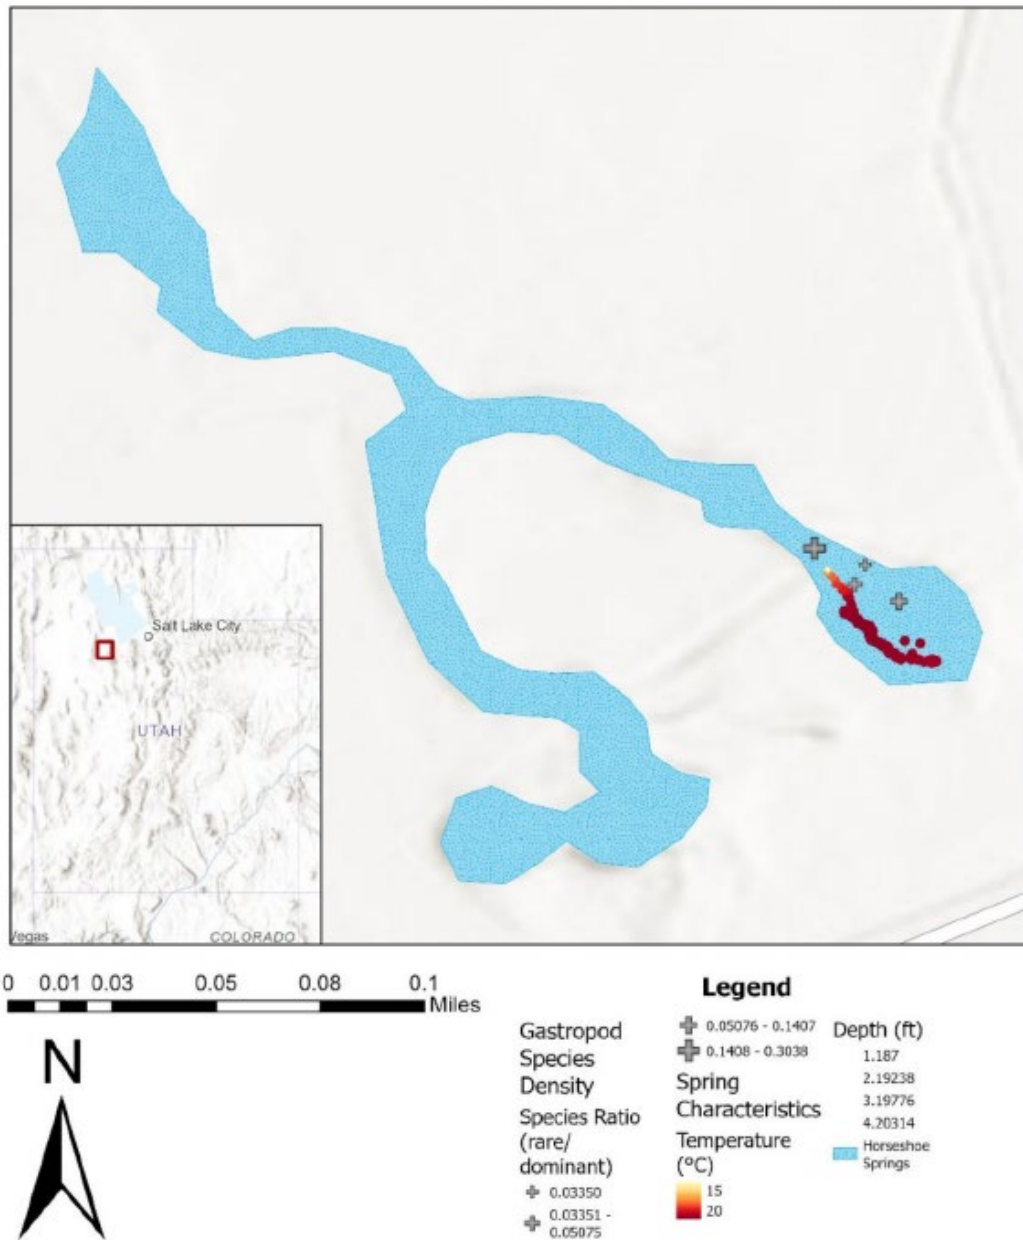 Salt Lake City
UTAH
Vegas
COLORADO
0 0.01 0.03 0.05 0.08 0.1
Miles
N
Legend
Gastropod
Species
Density
Species Ratio
(rare/
dominant)
0.03350
0.03351 -
0.05075
0.05076 - 0.1407
0.1408 - 0.3038
Spring
Characteristics
Temperature
(°C)
15
20
Depth (ft)
1.187
2.19238
3.19776
4.20314
Horseshoe
Springs